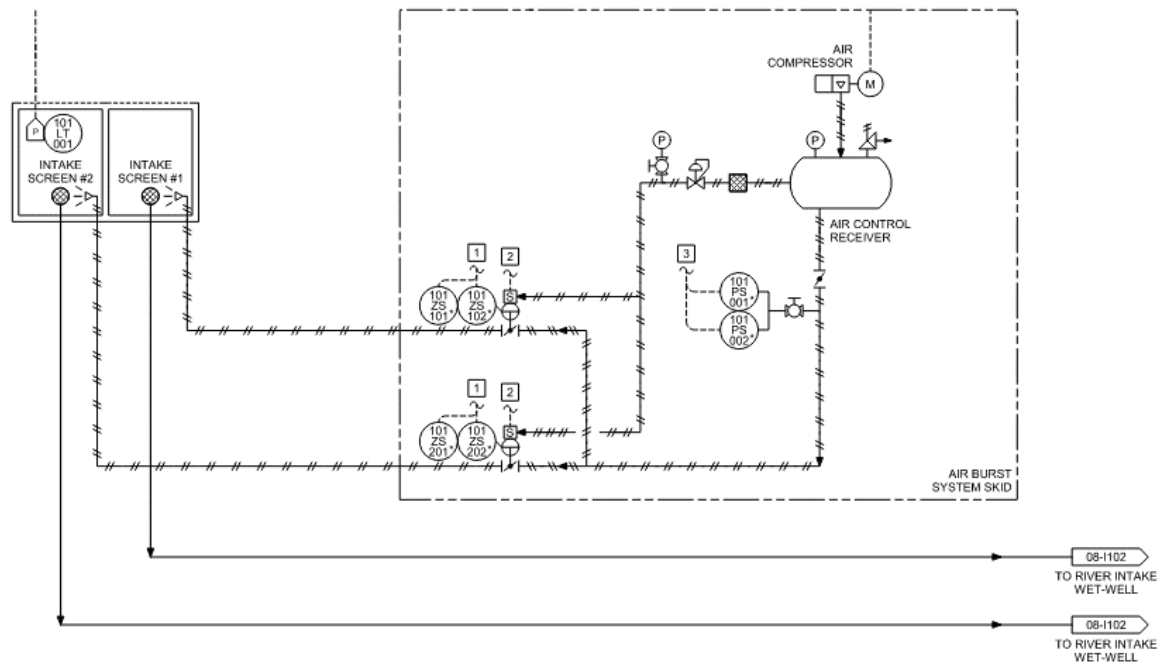 AIR
COMPRESSOR
M
P
101
LT
001
INTAKE
SCREEN #2
INTAKE
SCREEN #1
P
P
AIR CONTROL
RECEIVER
1
2
3
101
ZS
101*
101
ZS
102*
S
101
PS
001*
101
PS
002*
1
2
101
ZS
201*
101
ZS
202*
S
AIR BURST
SYSTEM SKID
08-I102
TO RIVER INTAKE
WET-WELL
08-I102
TO RIVER INTAKE
WET-WELL